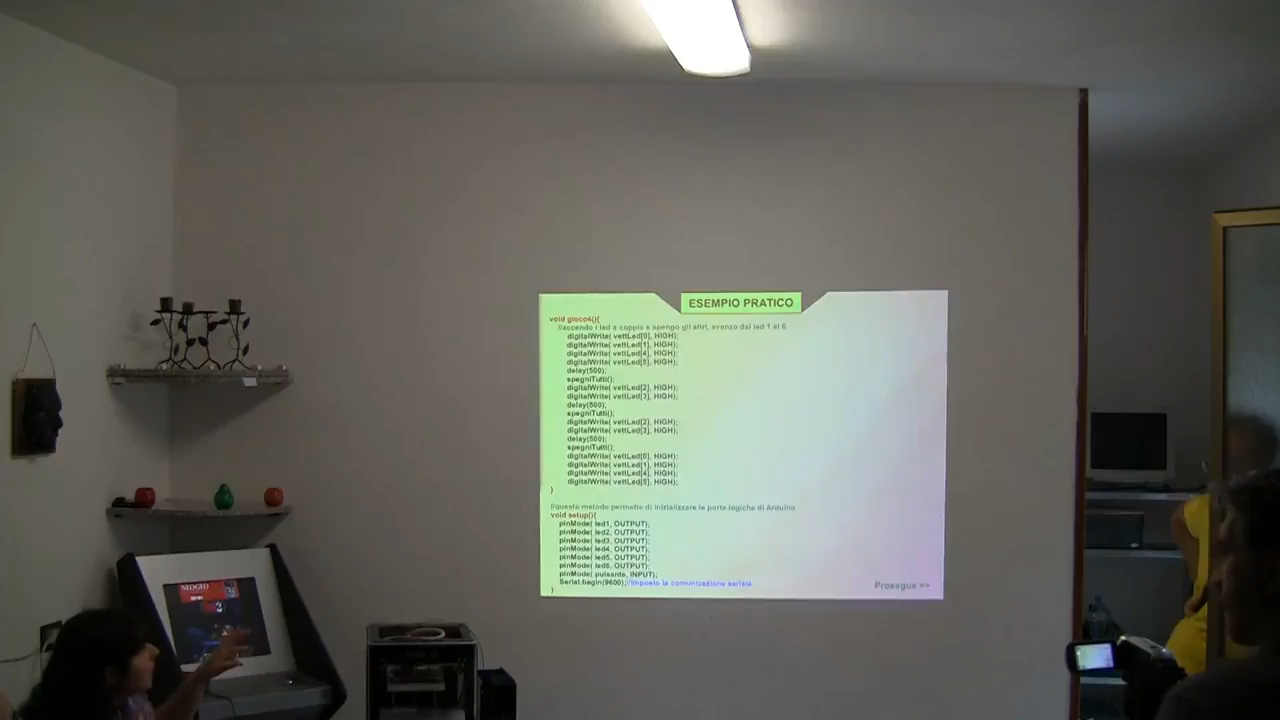 ESEMPIO PRATICO
void gioco4(){
//accendo i led a coppia e spengo gli altri, avanzo dal led 1 al 6
digitalWrite( vettLed[0], HIGH);
digitalWrite( vettLed[1], HIGH);
digitalWrite( vettLed[4], HIGH);
digitalWrite( vettLed[5], HIGH);
delay(500);
spegniTutti();
digitalWrite( vettLed[2], HIGH);
digitalWrite( vettLed[3], HIGH);
delay(500);
spegniTutti();
digitalWrite( vettLed[2], HIGH);
digitalWrite( vettLed[3], HIGH);
delay(500);
spegniTutti();
digitalWrite( vettLed[0], HIGH);
digitalWrite( vettLed[1], HIGH);
digitalWrite( vettLed[4], HIGH);
digitalWrite( vettLed[5], HIGH);
}
//questo metodo permette di inizializzare le porte logiche di Arduino
void setup(){
pinMode( led1, OUTPUT);
pinMode( led2, OUTPUT);
pinMode( led3, OUTPUT);
pinMode( led4, OUTPUT);
pinMode( led5, OUTPUT);
pinMode( led6, OUTPUT);
pinMode( pulsante, INPUT);
Serial.begin(9600);//imposto la comunicazione seriale
}
Prosegue =>
NEOGEO